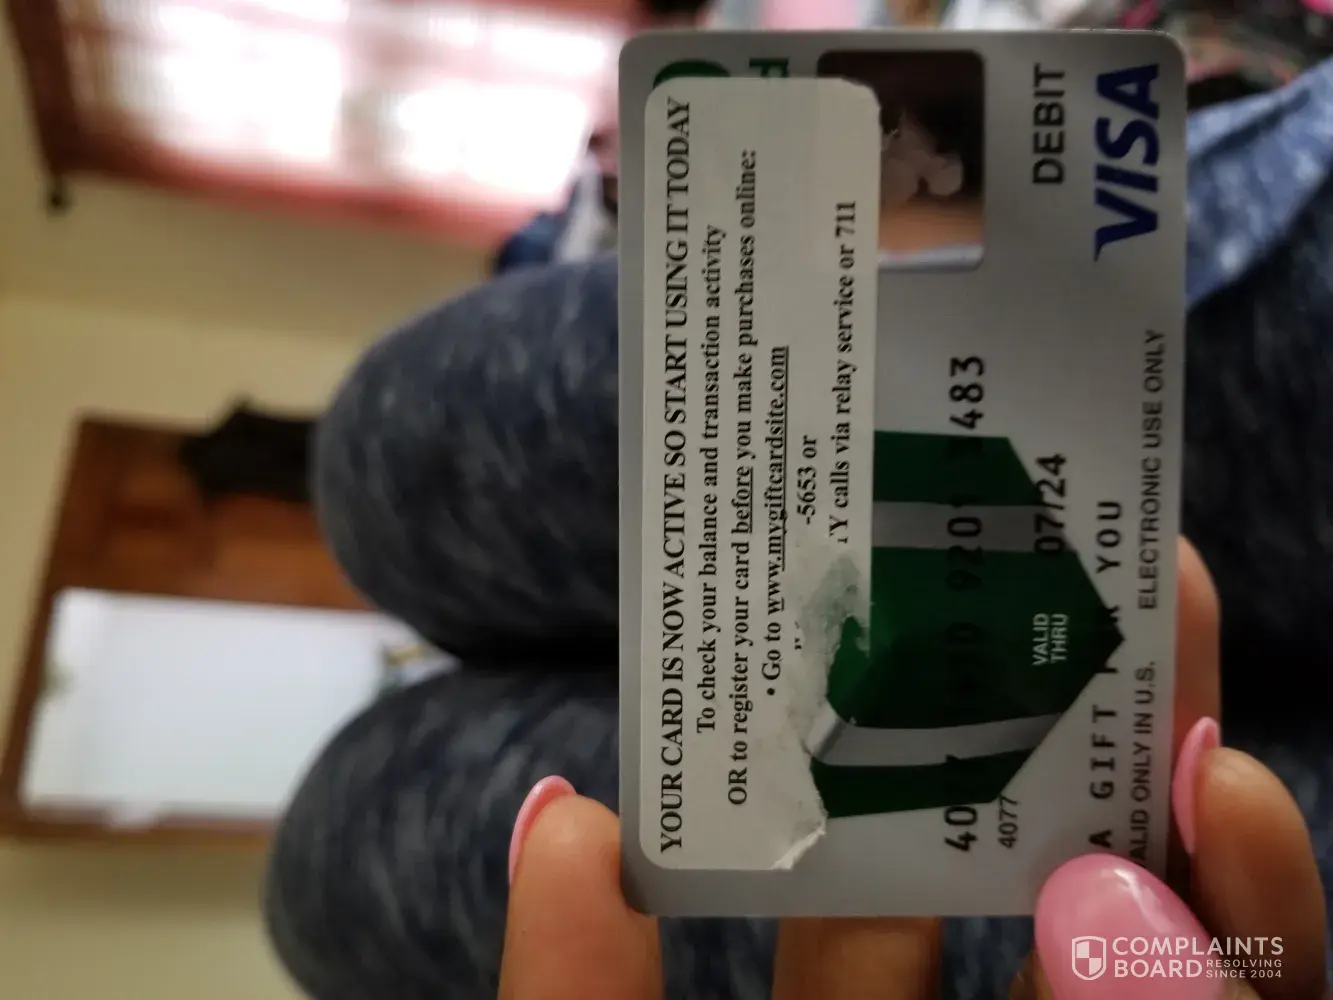 YOUR CARD IS NOW ACTIVE SO START USING IT TODAY
To check your balance and transaction activity
OR to register your card before you make purchases online:
• Go to www.mygiftcardsite.com
-5653 or
calls via relay service or 711
DEBIT
VISA
4077
VALID
THRU
07/24
A GIFT YOU
ONLY IN U.S. ELECTRONIC USE ONLY
COMPLAINTS
BOARD RESOLVING
SINCE 2004